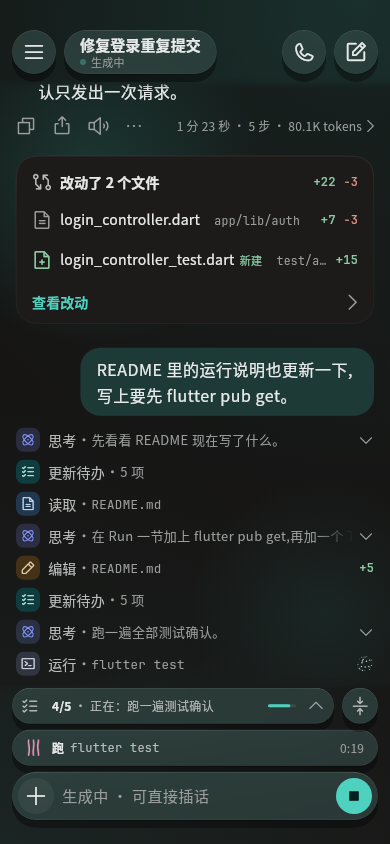 修复登录重复提交
生成中
认只发出一次请求。
1 分 23 秒 · 5 步 · 80.1K tokens
改动了 2 个文件 +22 -3
login_controller.dart app/lib/auth +7 -3
login_controller_test.dart 新建 test/a… +15
查看改动
README 里的运行说明也更新一下,
写上要先 flutter pub get。
思考 · 先看看 README 现在写了什么。
更新待办 · 5 项
读取 · README.md
思考 · 在 Run 一节加上 flutter pub get,再加一个
编辑 · README.md +5
更新待办 · 5 项
思考 · 跑一遍全部测试确认。
运行 · flutter test
4/5 · 正在: 跑一遍测试确认
跑 flutter test 0:19
生成中 · 可直接插话